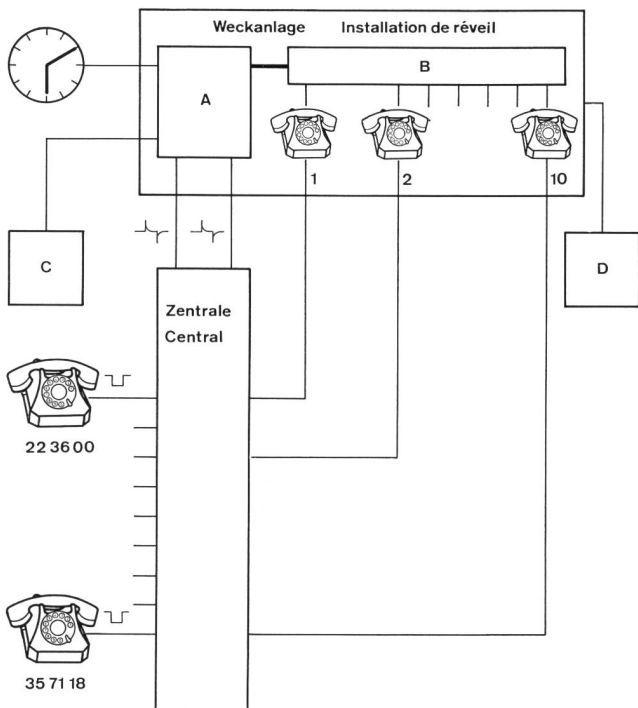 Weckanlage Installation de réveil
A
B
1
2
10
C
D
Zentrale
Central
22 36 00
35 71 18